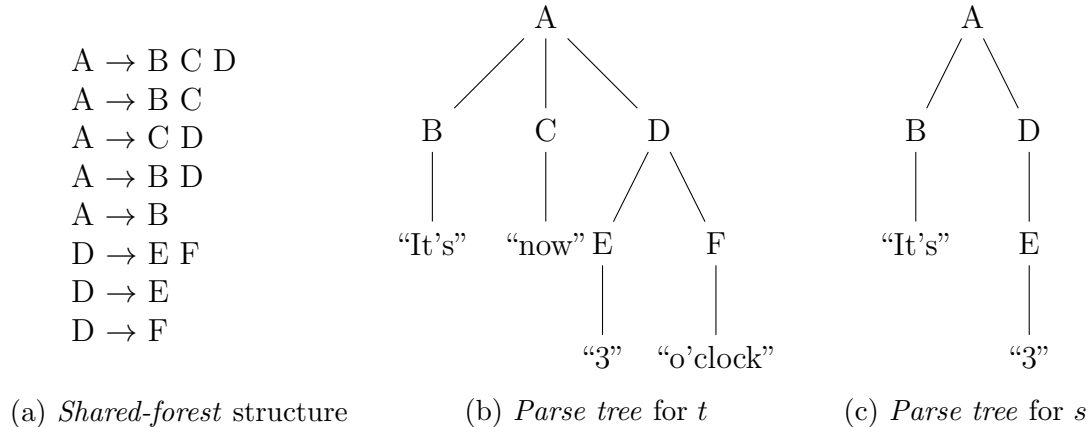 A → B C D
A → B C
A → C D
A → B D
A → B
D → E F
D → E
D → F
(a) Shared-forest structure
A
B C D
“It’s” “now” E F
“3” “o’clock”
(b) Parse tree for t
A
B D
“It’s” E
“3”
(c) Parse tree for s